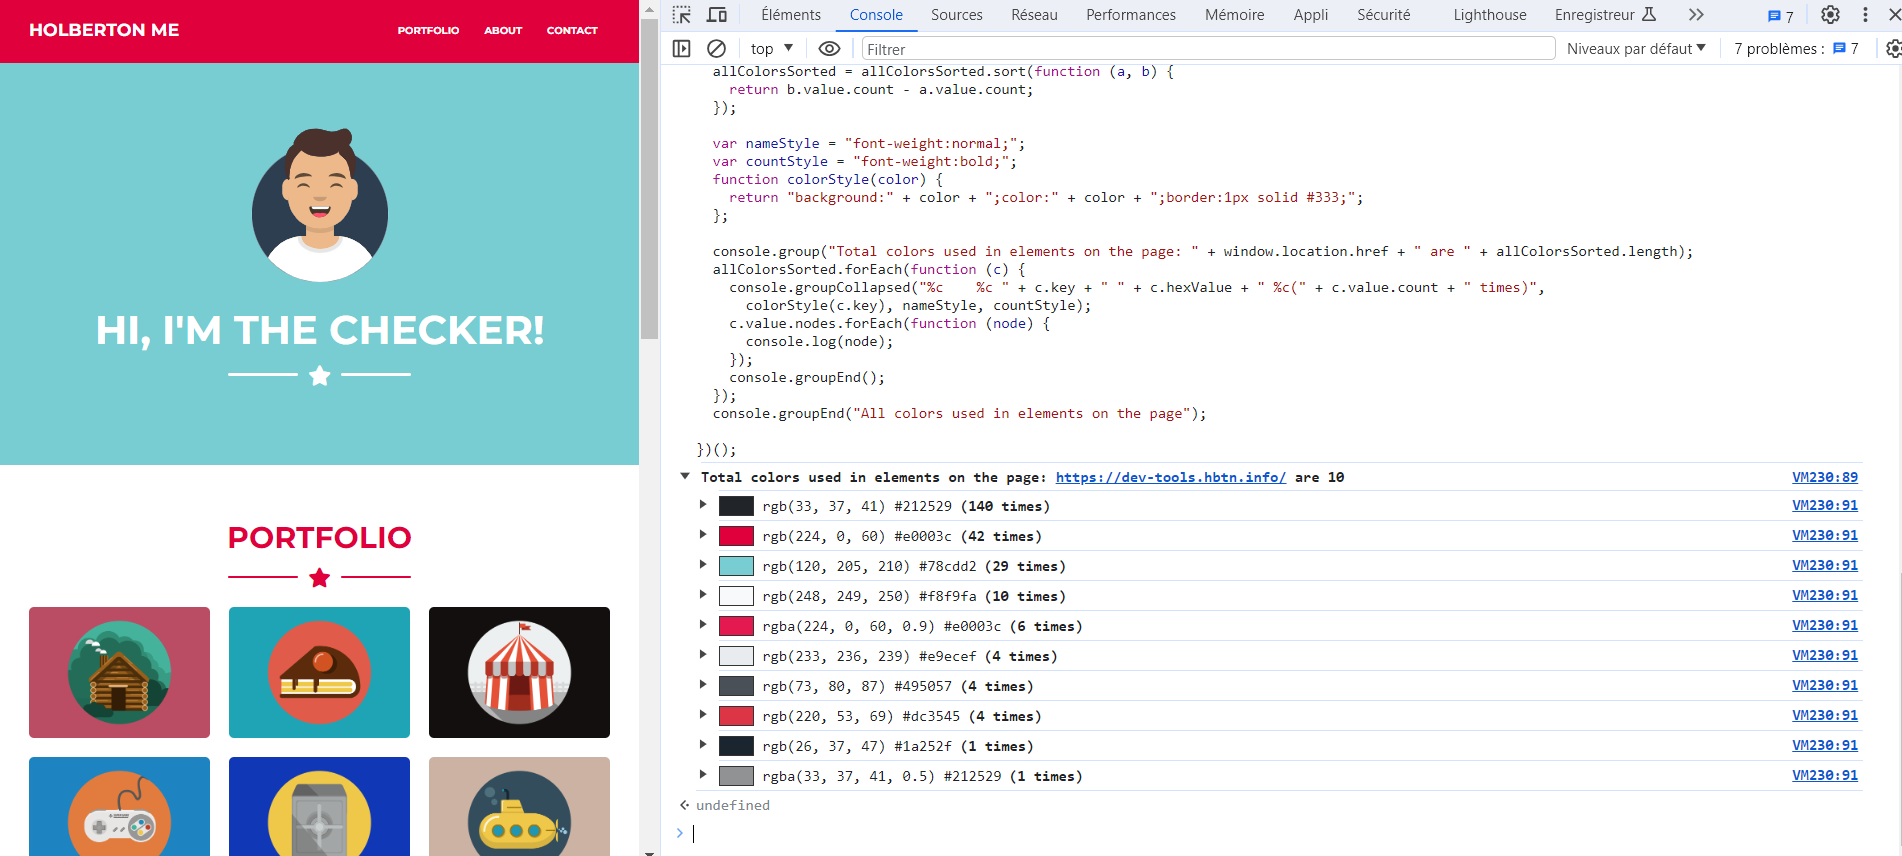 HOLBERTON ME
PORTFOLIO ABOUT CONTACT
HI, I'M THE CHECKER!
PORTFOLIO
Éléments Console Sources Réseau Performances Mémoire Appli Sécurité Lighthouse Enregistreur 7
top Filtrer Niveaux par défaut 7 problèmes : 7
allColorsSorted = allColorsSorted.sort(function (a, b) {
return b.value.count - a.value.count;
});
var nameStyle = "font-weight:normal;";
var countStyle = "font-weight:bold;";
function colorStyle(color) {
return "background:" + color + ";color:" + color + ";border:1px solid #333;";
};
console.group("Total colors used in elements on the page: " + window.location.href + " are " + allColorsSorted.length);
allColorsSorted.forEach(function (c) {
console.groupCollapsed("%c    %c " + c.key + " " + c.hexValue + " %c(" + c.value.count + " times)",
colorStyle(c.key), nameStyle, countStyle);
c.value.nodes.forEach(function (node) {
console.log(node);
});
console.groupEnd();
});
console.groupEnd("All colors used in elements on the page");
})();
Total colors used in elements on the page: https://dev-tools.hbtn.info/ are 10 VM230:89
rgb(33, 37, 41) #212529 (140 times) VM230:91
rgb(224, 0, 60) #e0003c (42 times) VM230:91
rgb(120, 205, 210) #78cdd2 (29 times) VM230:91
rgb(248, 249, 250) #f8f9fa (10 times) VM230:91
rgba(224, 0, 60, 0.9) #e0003c (6 times) VM230:91
rgb(233, 236, 239) #e9ecef (4 times) VM230:91
rgb(73, 80, 87) #495057 (4 times) VM230:91
rgb(220, 53, 69) #dc3545 (4 times) VM230:91
rgb(26, 37, 47) #1a252f (1 times) VM230:91
rgba(33, 37, 41, 0.5) #212529 (1 times) VM230:91
undefined